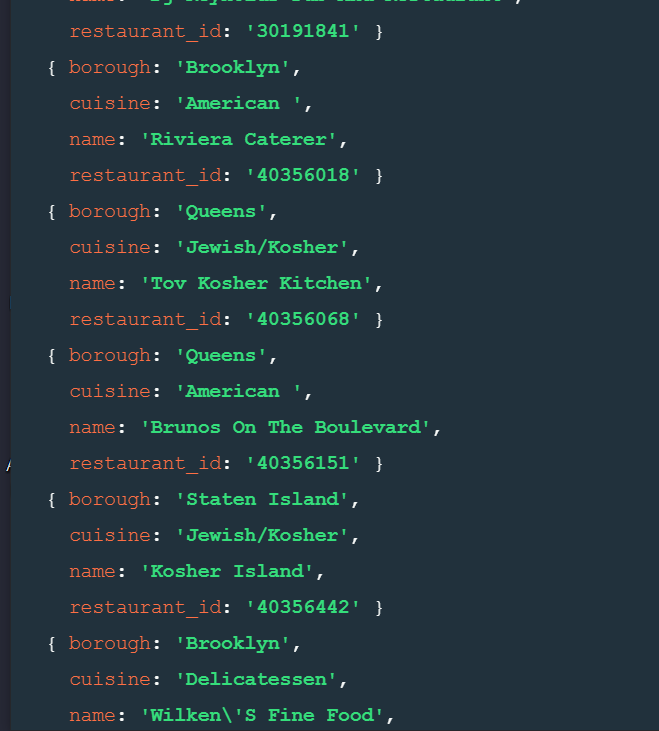 restaurant_id: '30191841' }
{ borough: 'Brooklyn',
cuisine: 'American ',
name: 'Riviera Caterer',
restaurant_id: '40356018' }
{ borough: 'Queens',
cuisine: 'Jewish/Kosher',
name: 'Tov Kosher Kitchen',
restaurant_id: '40356068' }
{ borough: 'Queens',
cuisine: 'American ',
name: 'Brunos On The Boulevard',
restaurant_id: '40356151' }
{ borough: 'Staten Island',
cuisine: 'Jewish/Kosher',
name: 'Kosher Island',
restaurant_id: '40356442' }
{ borough: 'Brooklyn',
cuisine: 'Delicatessen',
name: 'Wilken\'S Fine Food',